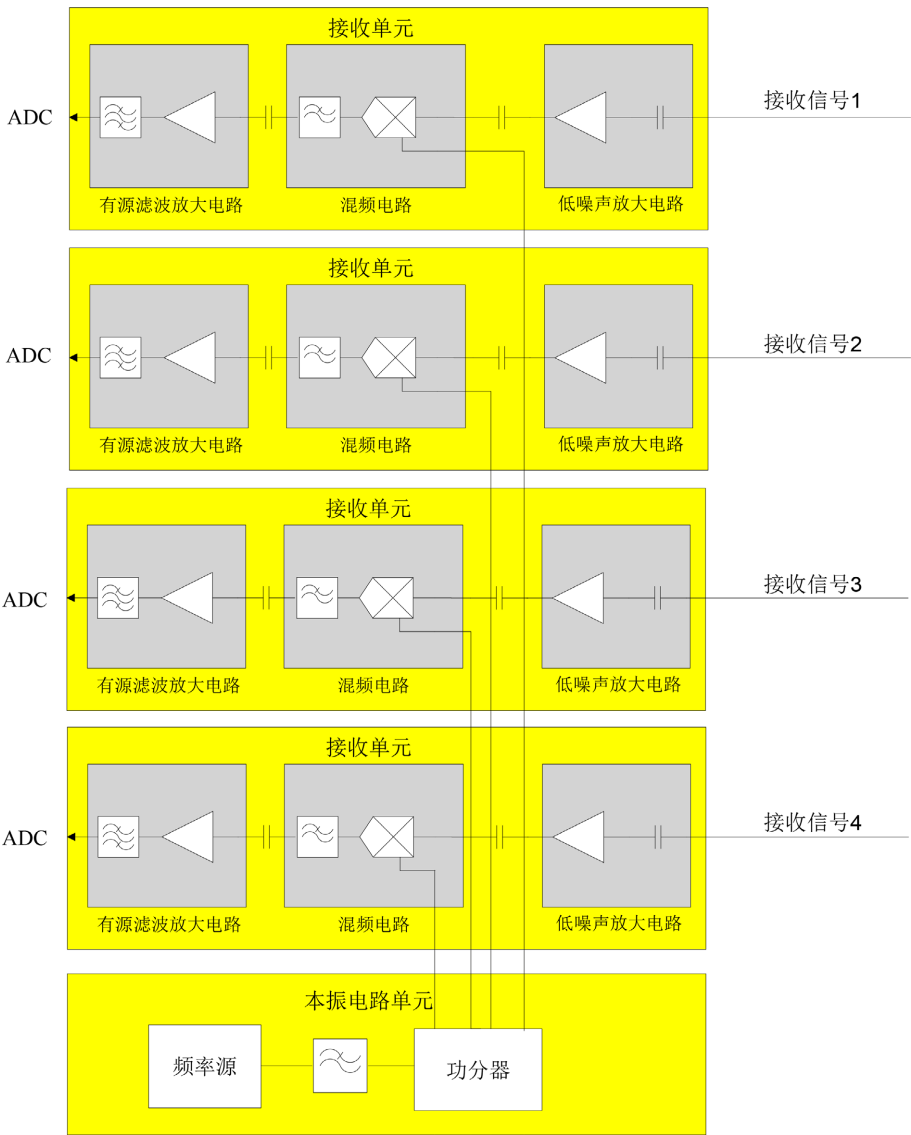 接收单元
ADC
接收信号1
有源滤波放大电路
混频电路
低噪声放大电路
接收单元
ADC
接收信号2
有源滤波放大电路
混频电路
低噪声放大电路
接收单元
ADC
接收信号3
有源滤波放大电路
混频电路
低噪声放大电路
接收单元
ADC
接收信号4
有源滤波放大电路
混频电路
低噪声放大电路
本振电路单元
频率源
功分器